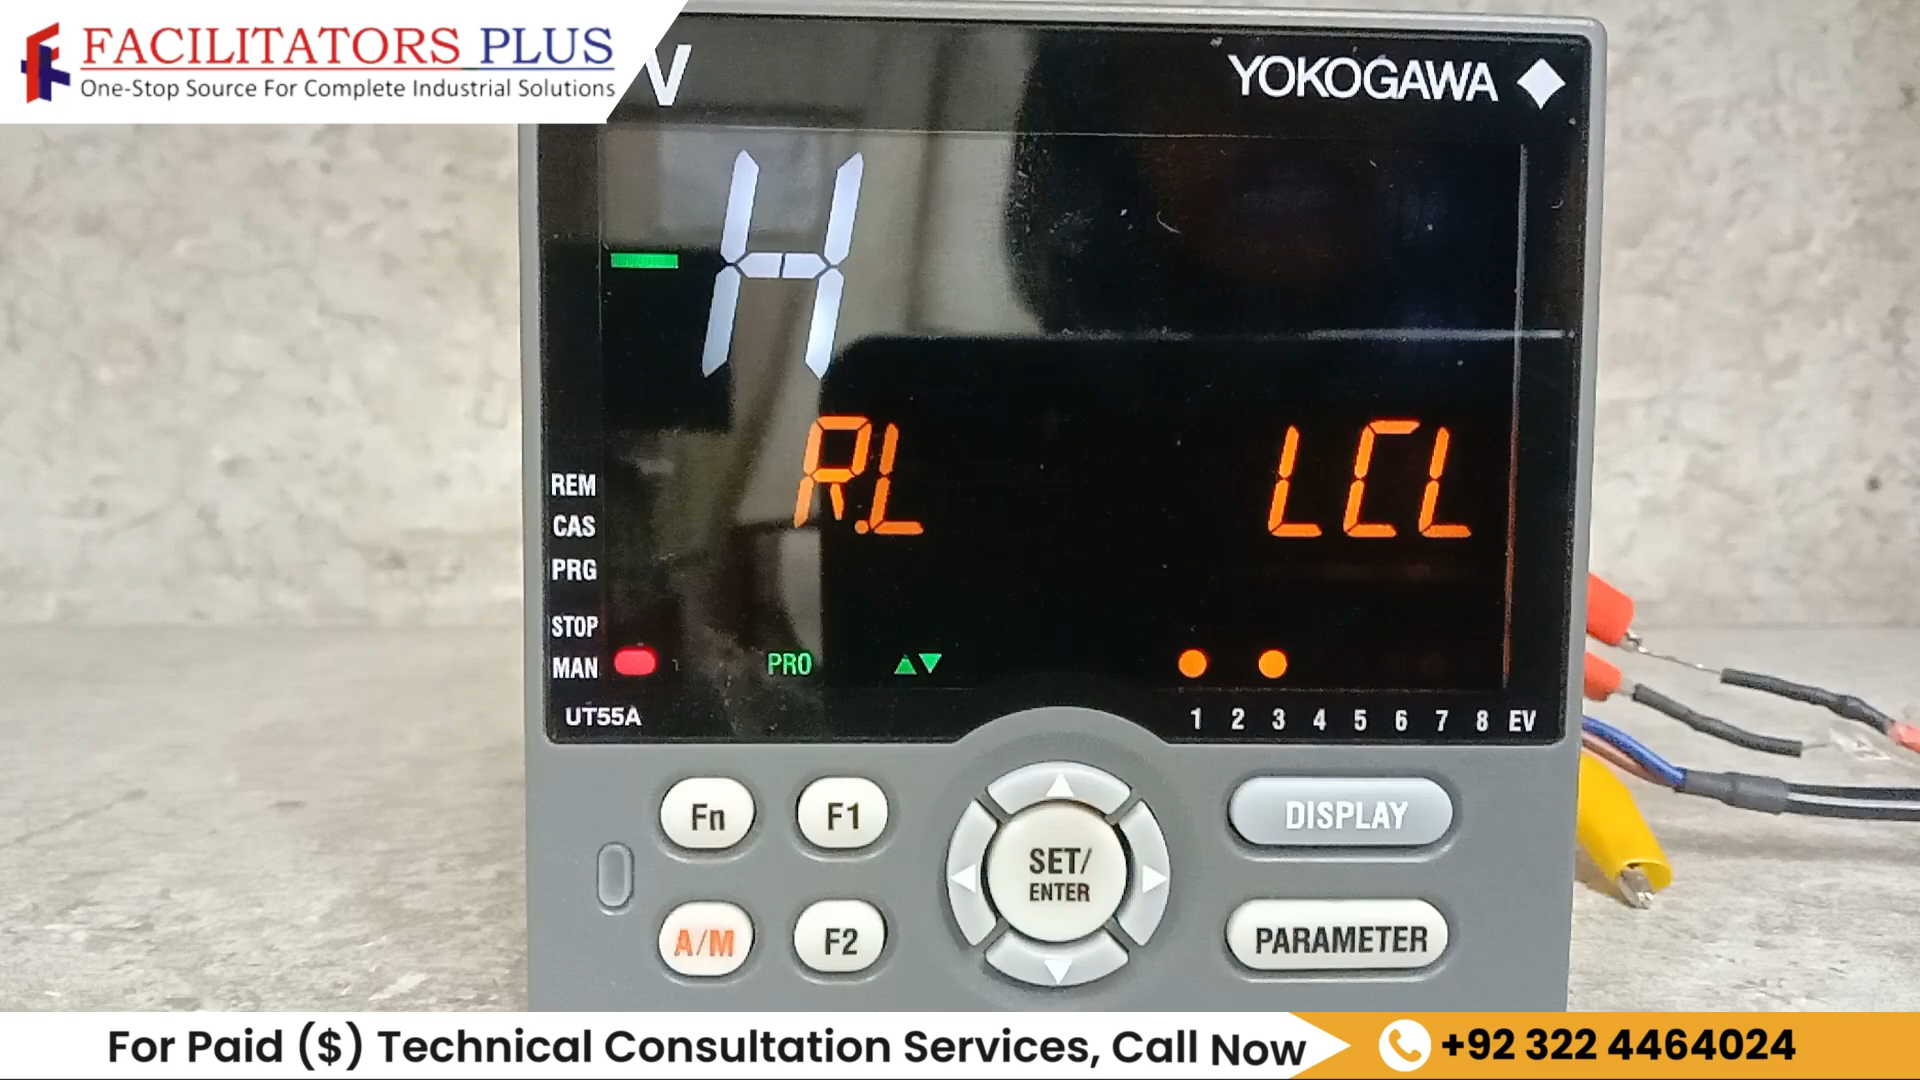 FACILITATORS PLUS
One-Stop Source For Complete Industrial Solutions
V
YOKOGAWA
H
R.L LCL
REM
CAS
PRG
STOP
MAN PRO
UT55A 1 2 3 4 5 6 7 8 EV
Fn F1 DISPLAY
SET/
ENTER
A/M F2 PARAMETER
For Paid ($) Technical Consultation Services, Call Now +92 322 4464024